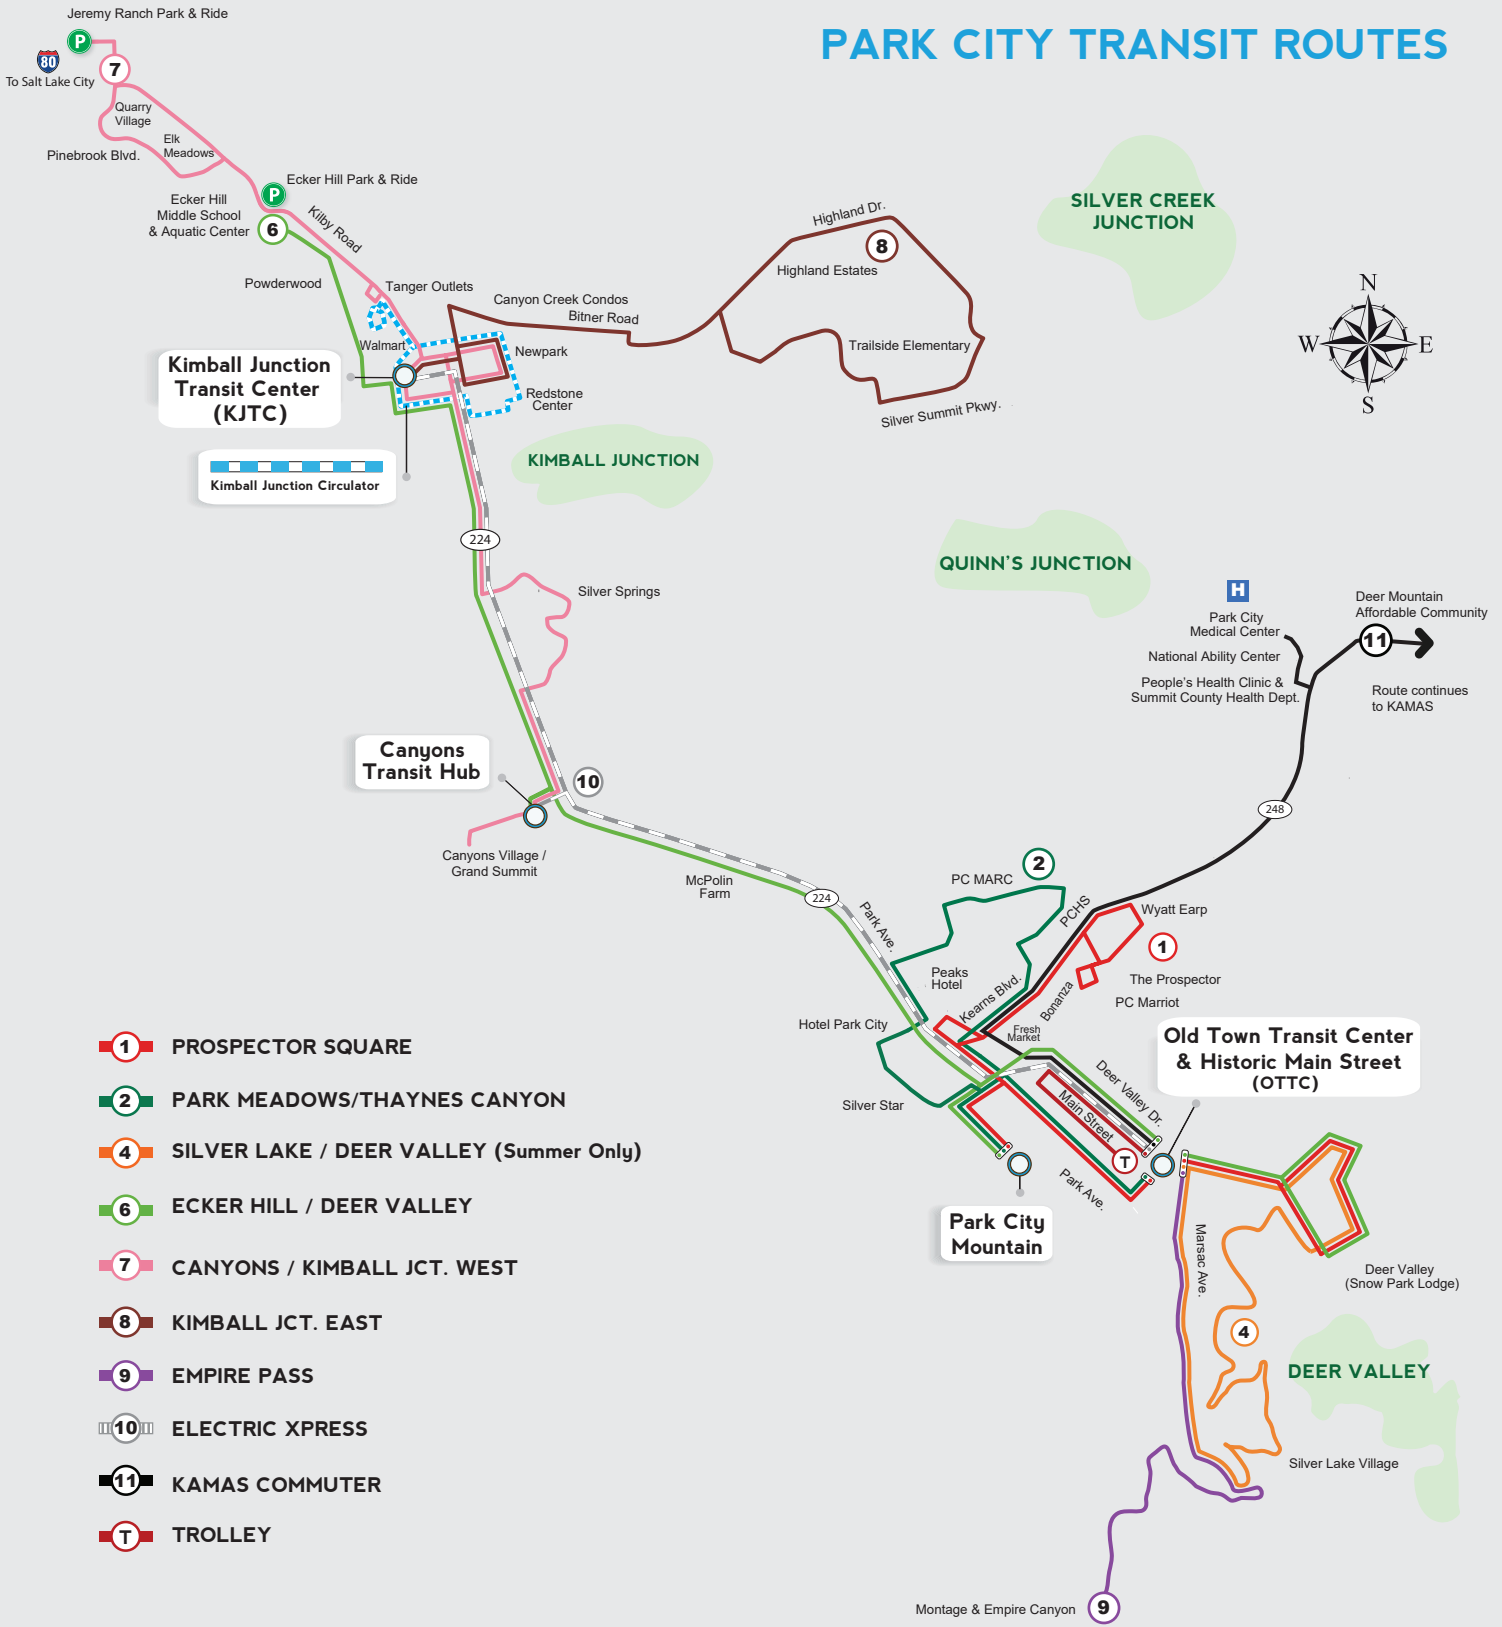 PARK CITY TRANSIT ROUTES
Jeremy Ranch Park & Ride
P
80
To Salt Lake City
7
Quarry
Village
Elk
Meadows
Pinebrook Blvd.
P
Ecker Hill Park & Ride
Ecker Hill
Middle School
& Aquatic Center
6
Kilby Road
Powderwood
Tanger Outlets
Walmart
Canyon Creek Condos
Bitner Road
Newpark
Redstone
Center
Highland Dr.
8
Highland Estates
Trailside Elementary
Silver Summit Pkwy.
SILVER CREEK
JUNCTION
N
W
E
S
Kimball Junction
Transit Center
(KJTC)
Kimball Junction Circulator
KIMBALL JUNCTION
224
QUINN'S JUNCTION
Silver Springs
H
Park City
Medical Center
National Ability Center
People's Health Clinic &
Summit County Health Dept.
Deer Mountain
Affordable Community
11
Route continues
to KAMAS
248
Canyons
Transit Hub
10
Canyons Village /
Grand Summit
McPolin
Farm
224
Park Ave.
PC MARC
2
PCHS
Wyatt Earp
1
The Prospector
PC Marriot
Peaks
Hotel
Kearns Blvd.
Bonanza
Hotel Park City
Fresh
Market
Silver Star
Deer Valley Dr.
Main Street
T
Park Ave.
Old Town Transit Center
& Historic Main Street
(OTTC)
Park City
Mountain
Marsac Ave.
Deer Valley
(Snow Park Lodge)
4
DEER VALLEY
Silver Lake Village
Montage & Empire Canyon
9
1 PROSPECTOR SQUARE
2 PARK MEADOWS/THAYNES CANYON
4 SILVER LAKE / DEER VALLEY (Summer Only)
6 ECKER HILL / DEER VALLEY
7 CANYONS / KIMBALL JCT. WEST
8 KIMBALL JCT. EAST
9 EMPIRE PASS
10 ELECTRIC XPRESS
11 KAMAS COMMUTER
T TROLLEY